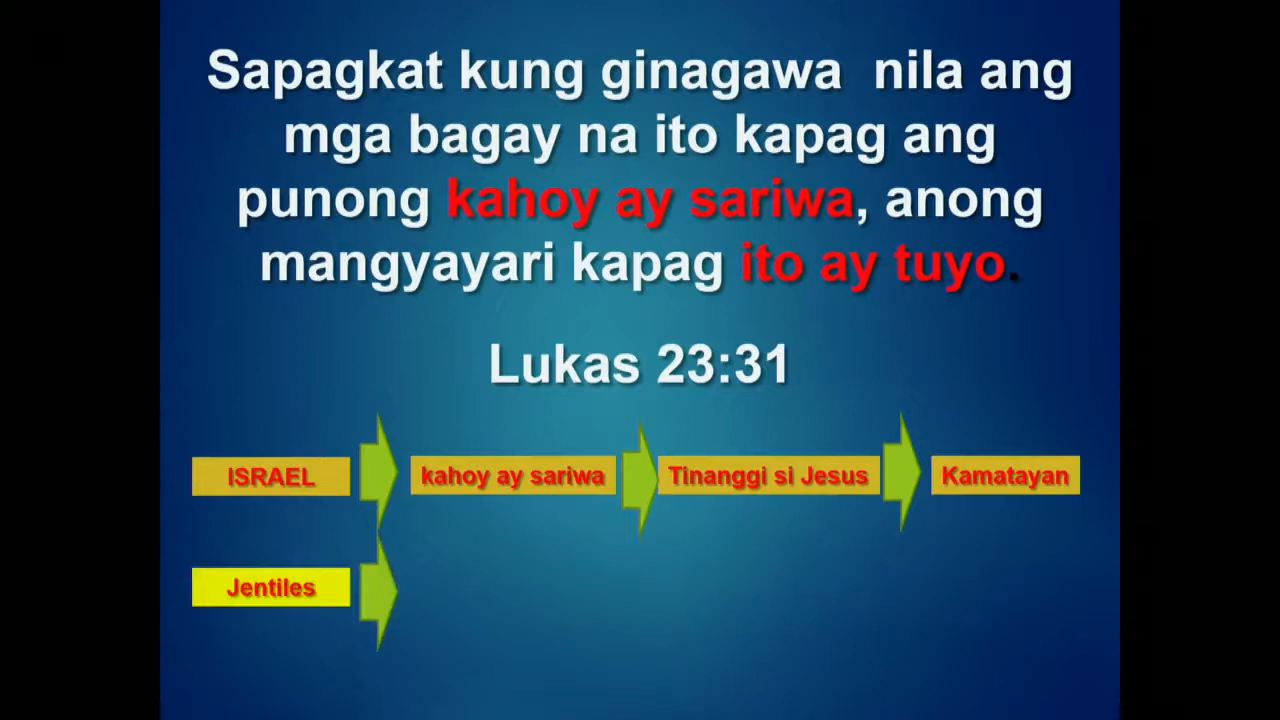 Sapagkat kung ginagawa  nila ang
mga bagay na ito kapag ang
punong kahoy ay sariwa, anong
mangyayari kapag ito ay tuyo.
Lukas 23:31
ISRAEL
kahoy ay sariwa
Tinanggi si Jesus
Kamatayan
Jentiles